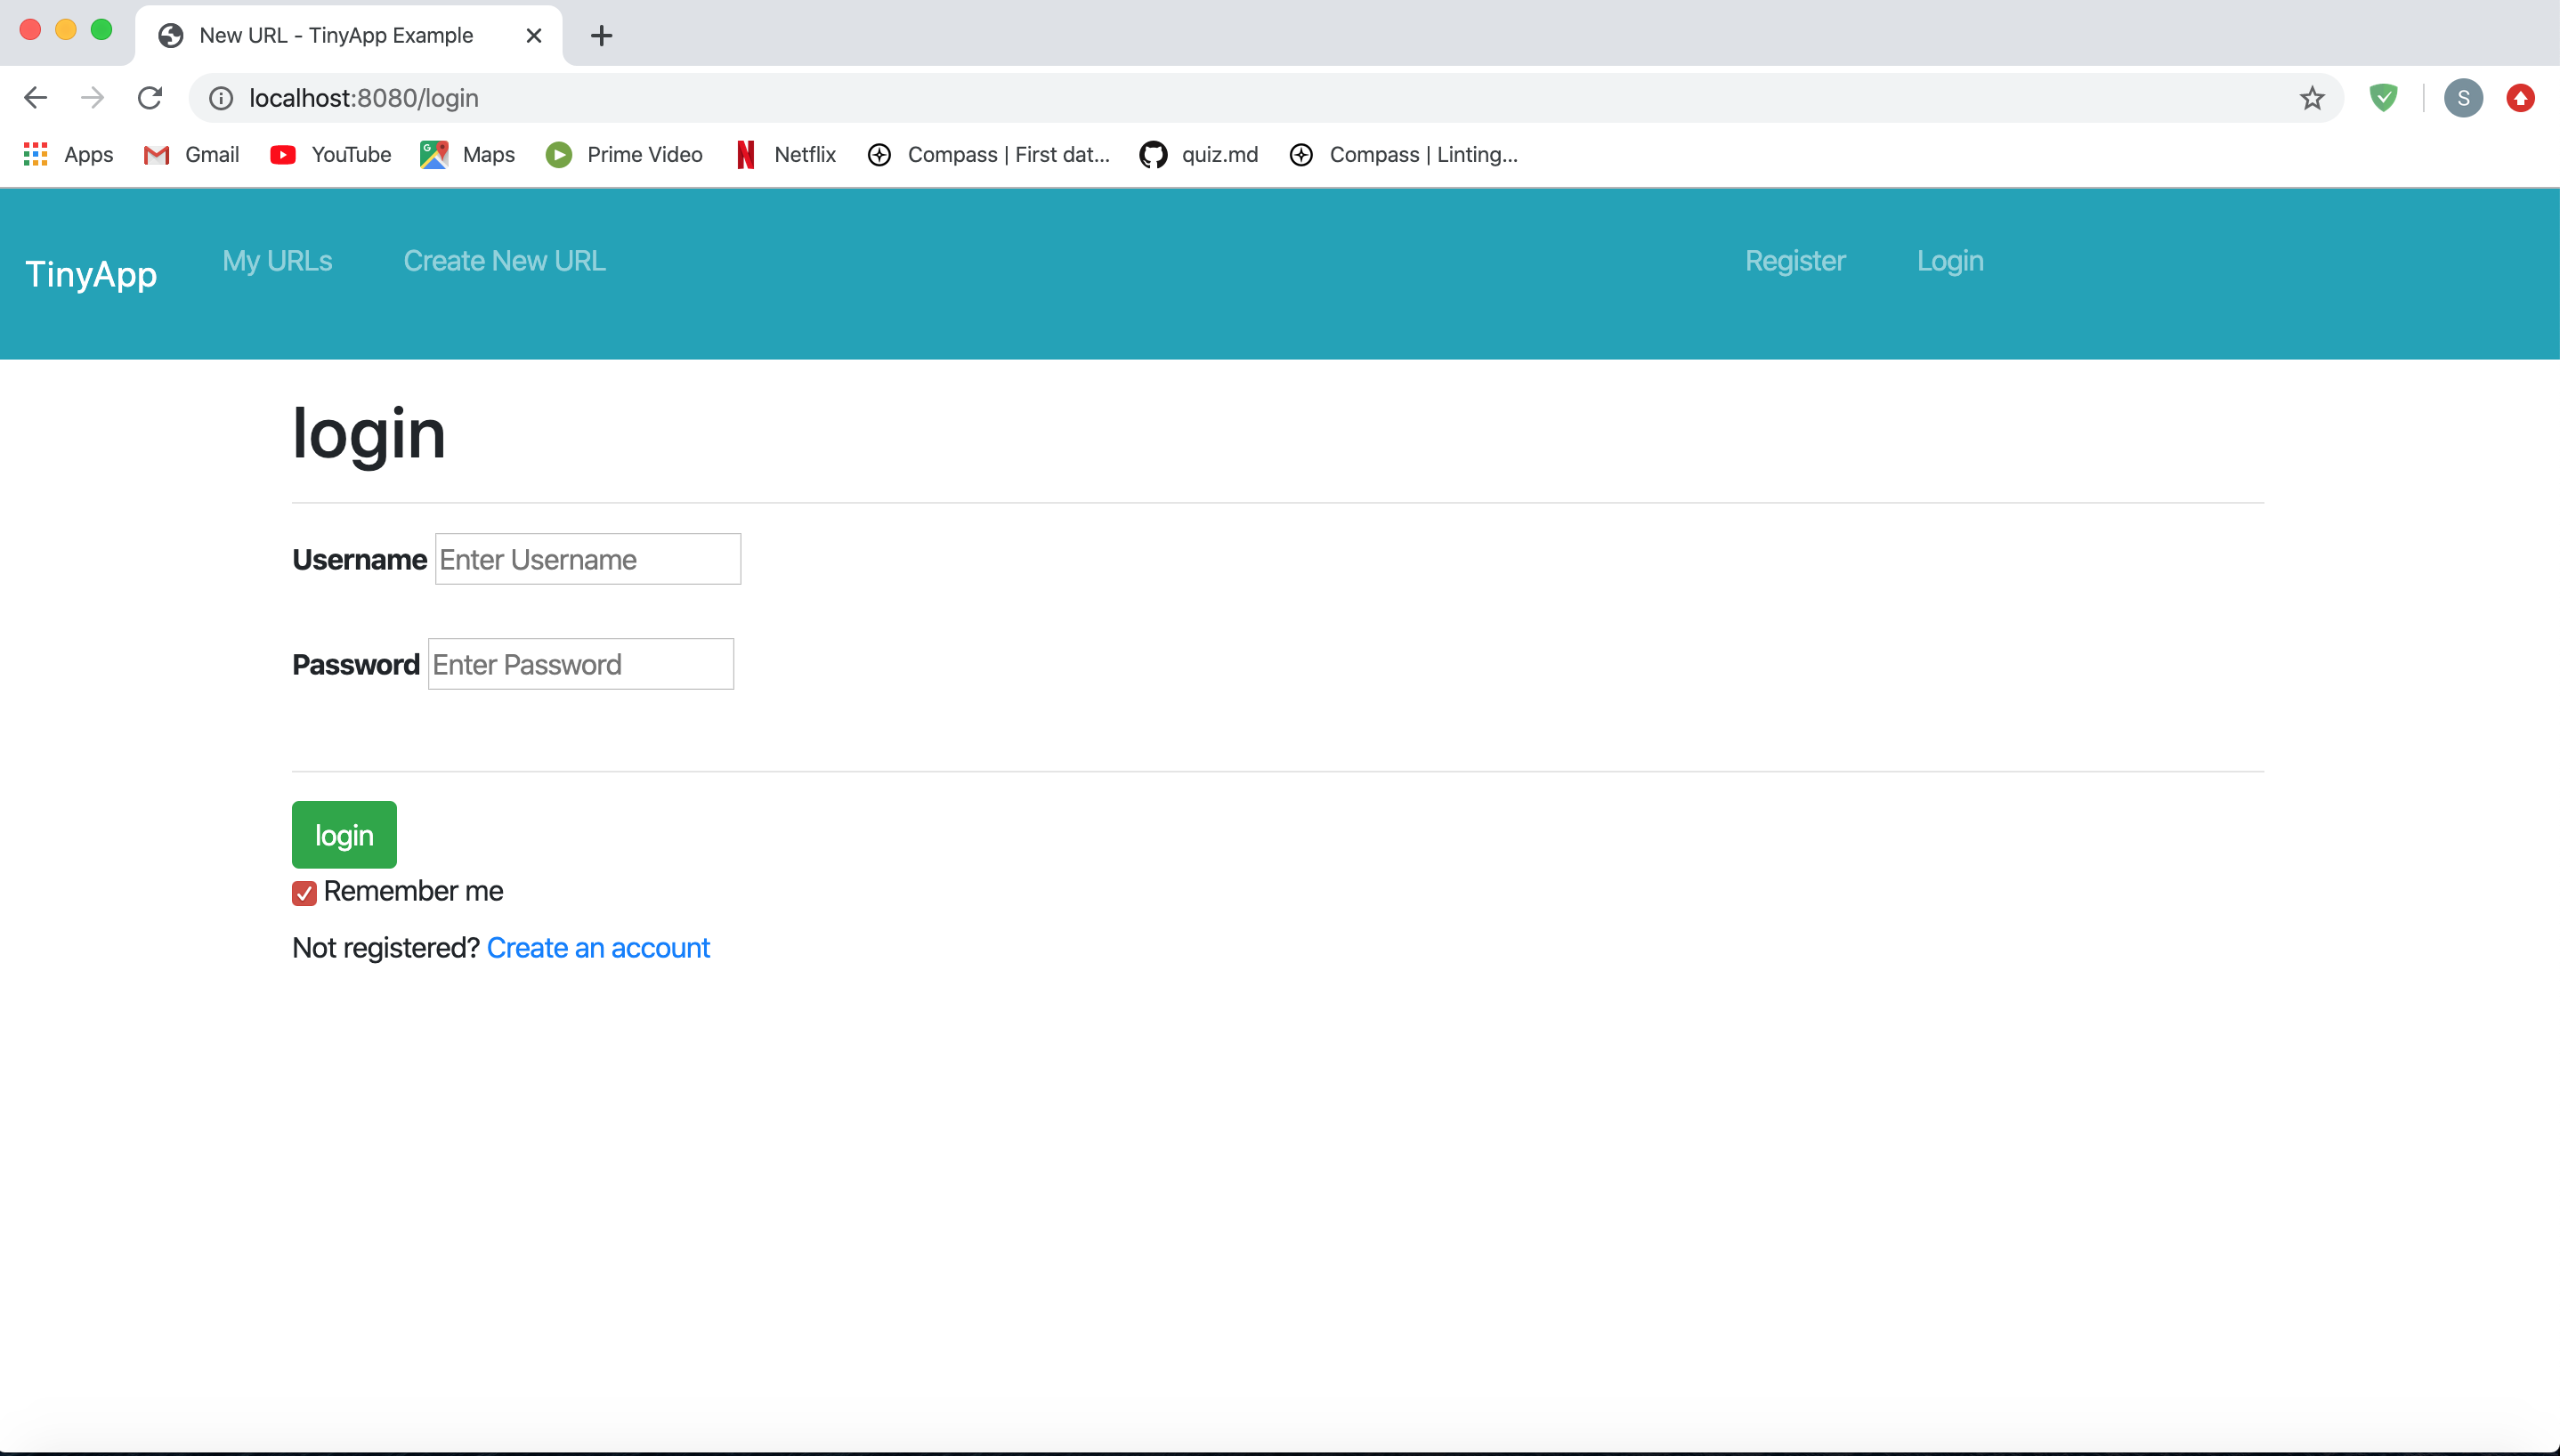 New URL - TinyApp Example
localhost:8080/login
S
Apps Gmail YouTube Maps Prime Video Netflix Compass | First dat... quiz.md Compass | Linting...
TinyApp My URLs Create New URL Register Login
login
Username Enter Username
Password Enter Password
login
Remember me
Not registered? Create an account